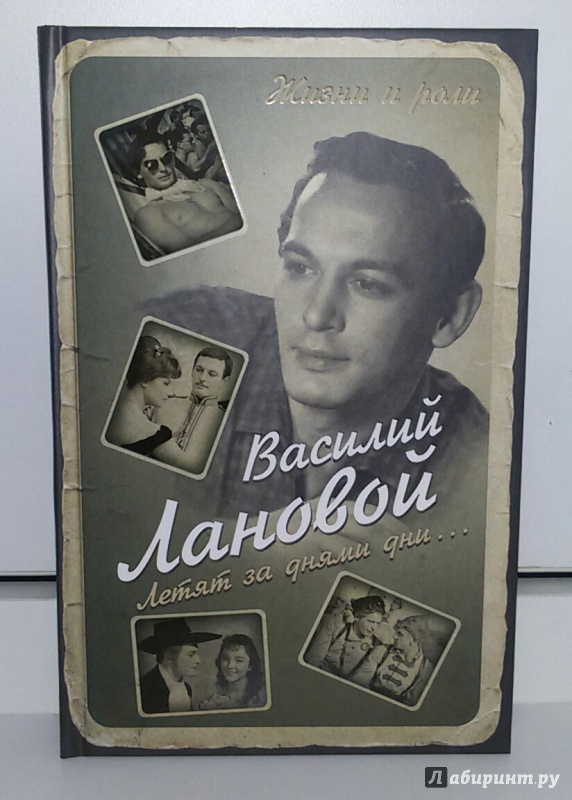 Жизни и роли
Василий
Лановой
Летят за днями дни...
Лабиринт.ру